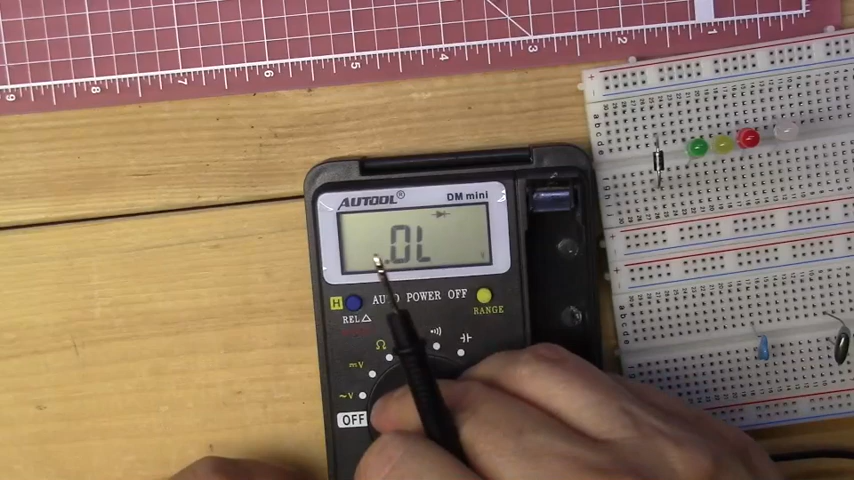 9 8 7 6 5 4 3 2 1
AUTOOL® DM mini
.OL
V
H AUTO POWER OFF
REL△ RANGE
Ω
mV
~V
OFF